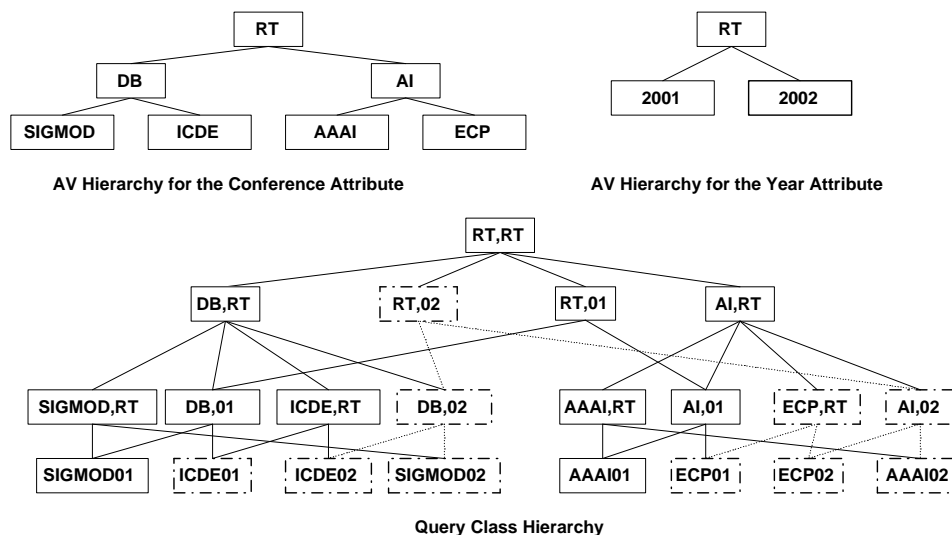 RT
RT
DB
AI
2001
2002
SIGMOD
ICDE
AAAI
ECP
AV Hierarchy for the Conference Attribute
AV Hierarchy for the Year Attribute
RT,RT
DB,RT
RT,02
RT,01
AI,RT
SIGMOD,RT
DB,01
ICDE,RT
DB,02
AAAI,RT
AI,01
ECP,RT
AI,02
SIGMOD01
ICDE01
ICDE02
SIGMOD02
AAAI01
ECP01
ECP02
AAAI02
Query Class Hierarchy